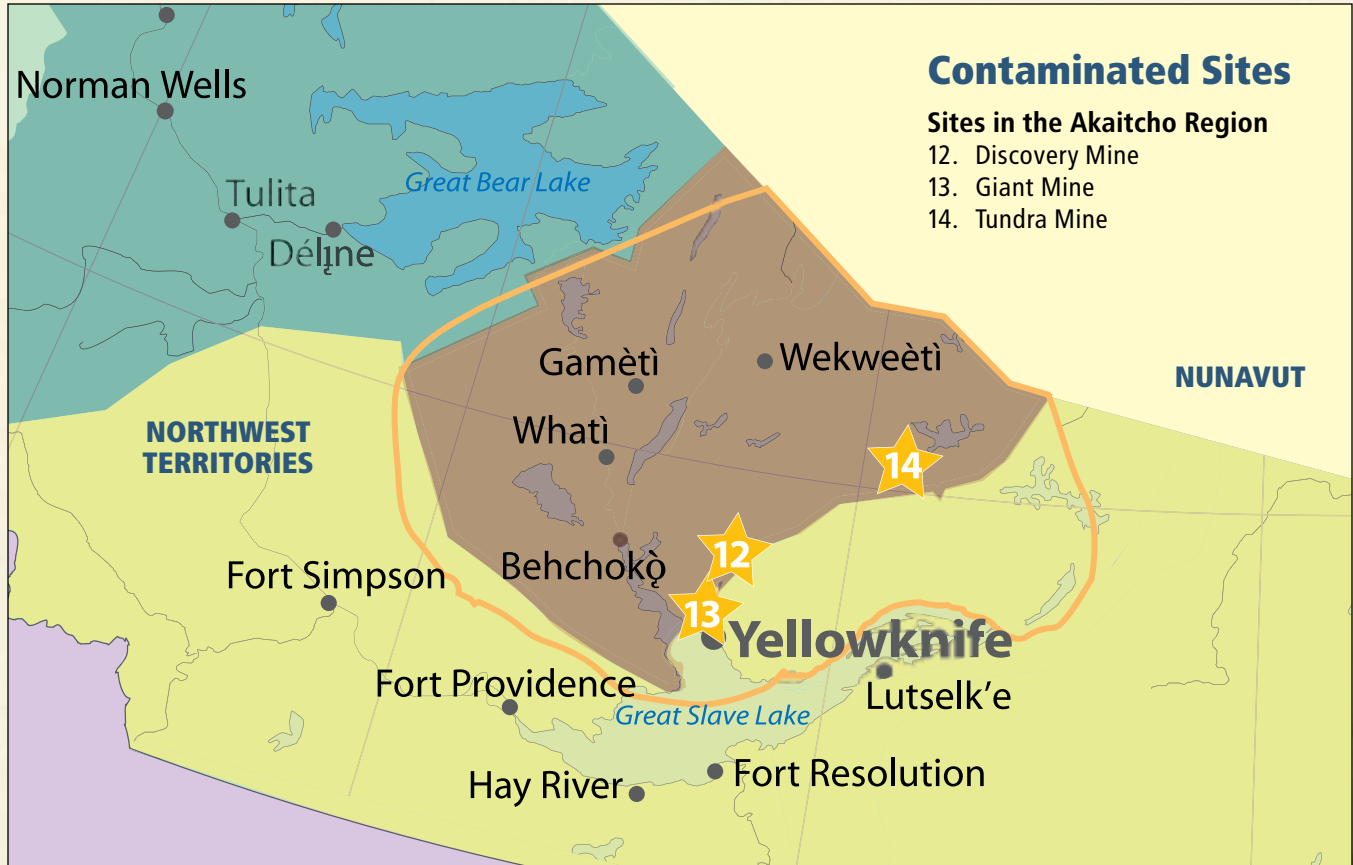 Contaminated Sites
Sites in the Akaitcho Region
12. Discovery Mine
13. Giant Mine
14. Tundra Mine
Norman Wells
Great Bear Lake
Tulita
Délı̨ne
Gamètì
Wekweètì
NUNAVUT
Whatì
NORTHWEST
TERRITORIES
14
12
Behchokǫ̀
Fort Simpson
13
Yellowknife
Fort Providence
Lutselk’e
Great Slave Lake
Fort Resolution
Hay River